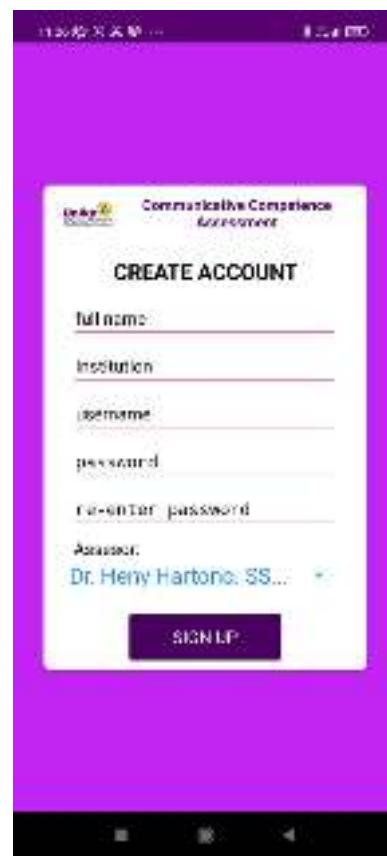 Communicative Competence
Assessment
CREATE ACCOUNT
full name
Institution
username
password
re-enter password
Assessor:
Dr. Heny Hartono, SS...
SIGN UP